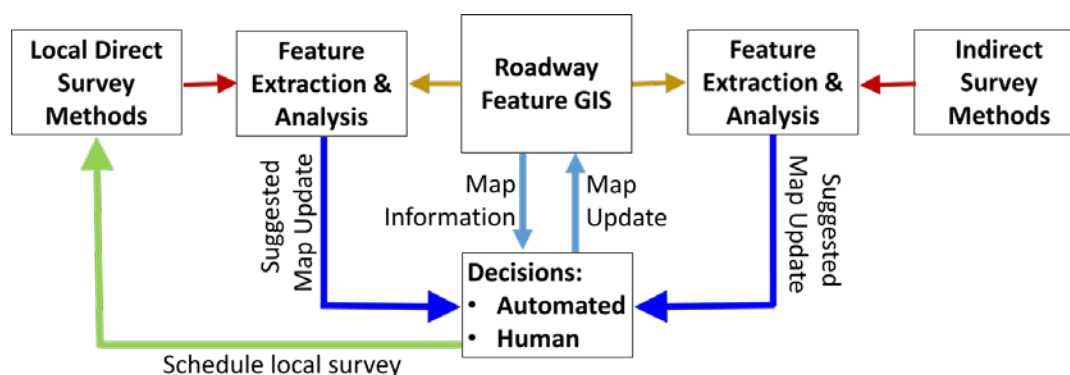 Local Direct
Survey
Methods
Feature
Extraction &
Analysis
Roadway
Feature GIS
Feature
Extraction &
Analysis
Indirect
Survey
Methods
Suggested
Map Update
Map
Information
Map
Update
Suggested
Map Update
Decisions:
• Automated
• Human
Schedule local survey